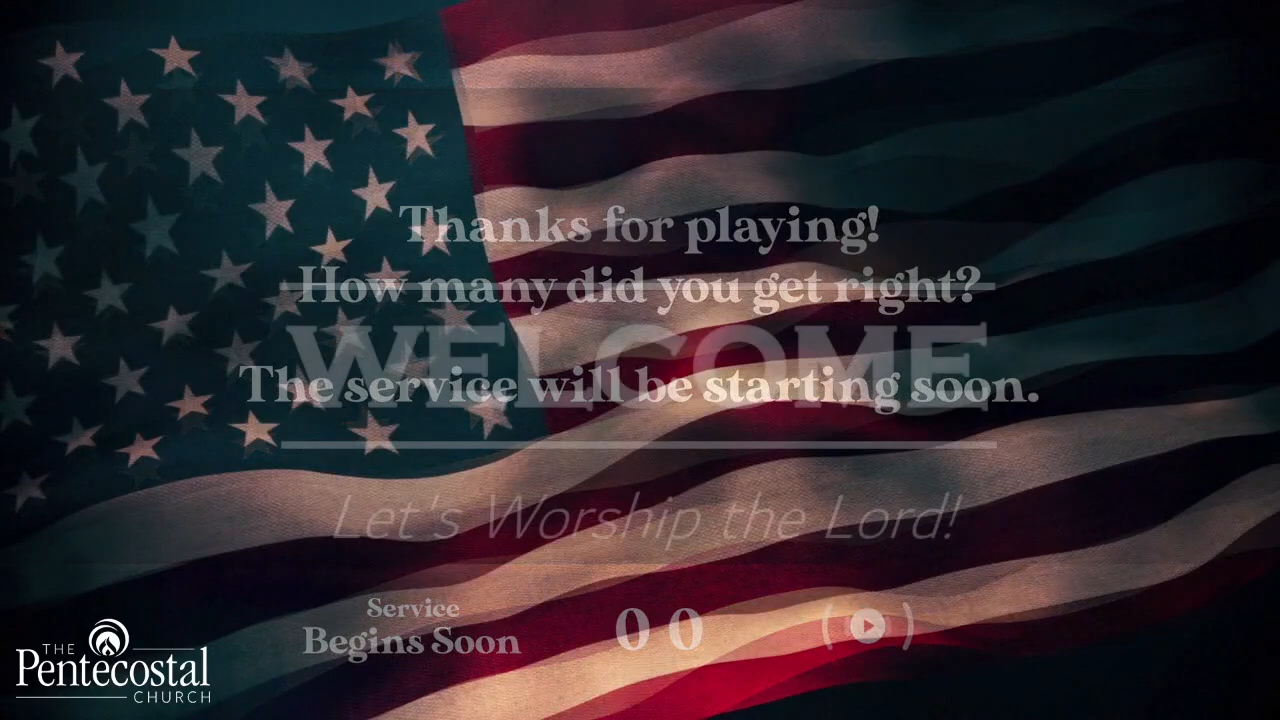 Thanks for playing!
How many did you get right?
WELCOME
The service will be starting soon.
Let's Worship the Lord!
Service
Begins Soon
0 0
THE
Pentecostal
CHURCH